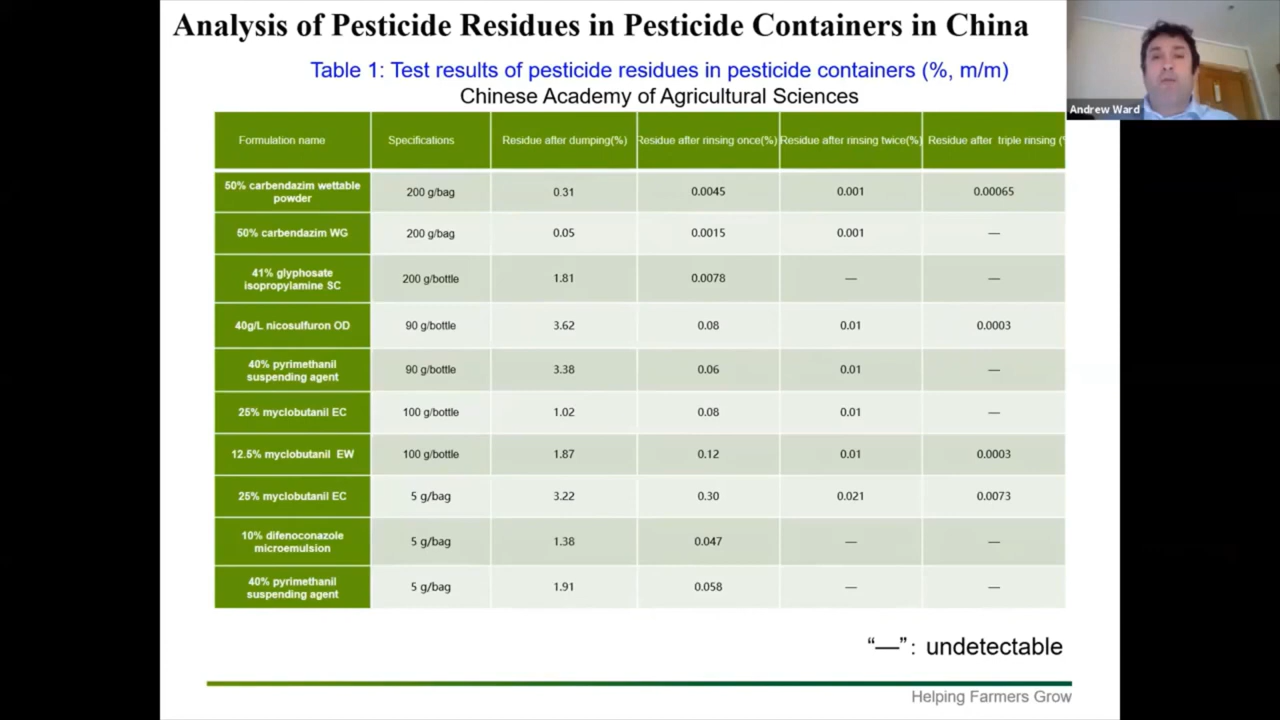 Analysis of Pesticide Residues in Pesticide Containers in China
Table 1: Test results of pesticide residues in pesticide containers (%, m/m)
Chinese Academy of Agricultural Sciences
Andrew Ward
Formulation name Specifications Residue after dumping(%) Residue after rinsing once(%) Residue after rinsing twice(%) Residue after triple rinsing (%
50% carbendazim wettable
powder 200 g/bag 0.31 0.0045 0.001 0.00065
50% carbendazim WG 200 g/bag 0.05 0.0015 0.001 —
41% glyphosate
isopropylamine SC 200 g/bottle 1.81 0.0078 — —
40g/L nicosulfuron OD 90 g/bottle 3.62 0.08 0.01 0.0003
40% pyrimethanil
suspending agent 90 g/bottle 3.38 0.06 0.01 —
25% myclobutanil EC 100 g/bottle 1.02 0.08 0.01 —
12.5% myclobutanil EW 100 g/bottle 1.87 0.12 0.01 0.0003
25% myclobutanil EC 5 g/bag 3.22 0.30 0.021 0.0073
10% difenoconazole
microemulsion 5 g/bag 1.38 0.047 — —
40% pyrimethanil
suspending agent 5 g/bag 1.91 0.058 — —
“—”: undetectable
Helping Farmers Grow